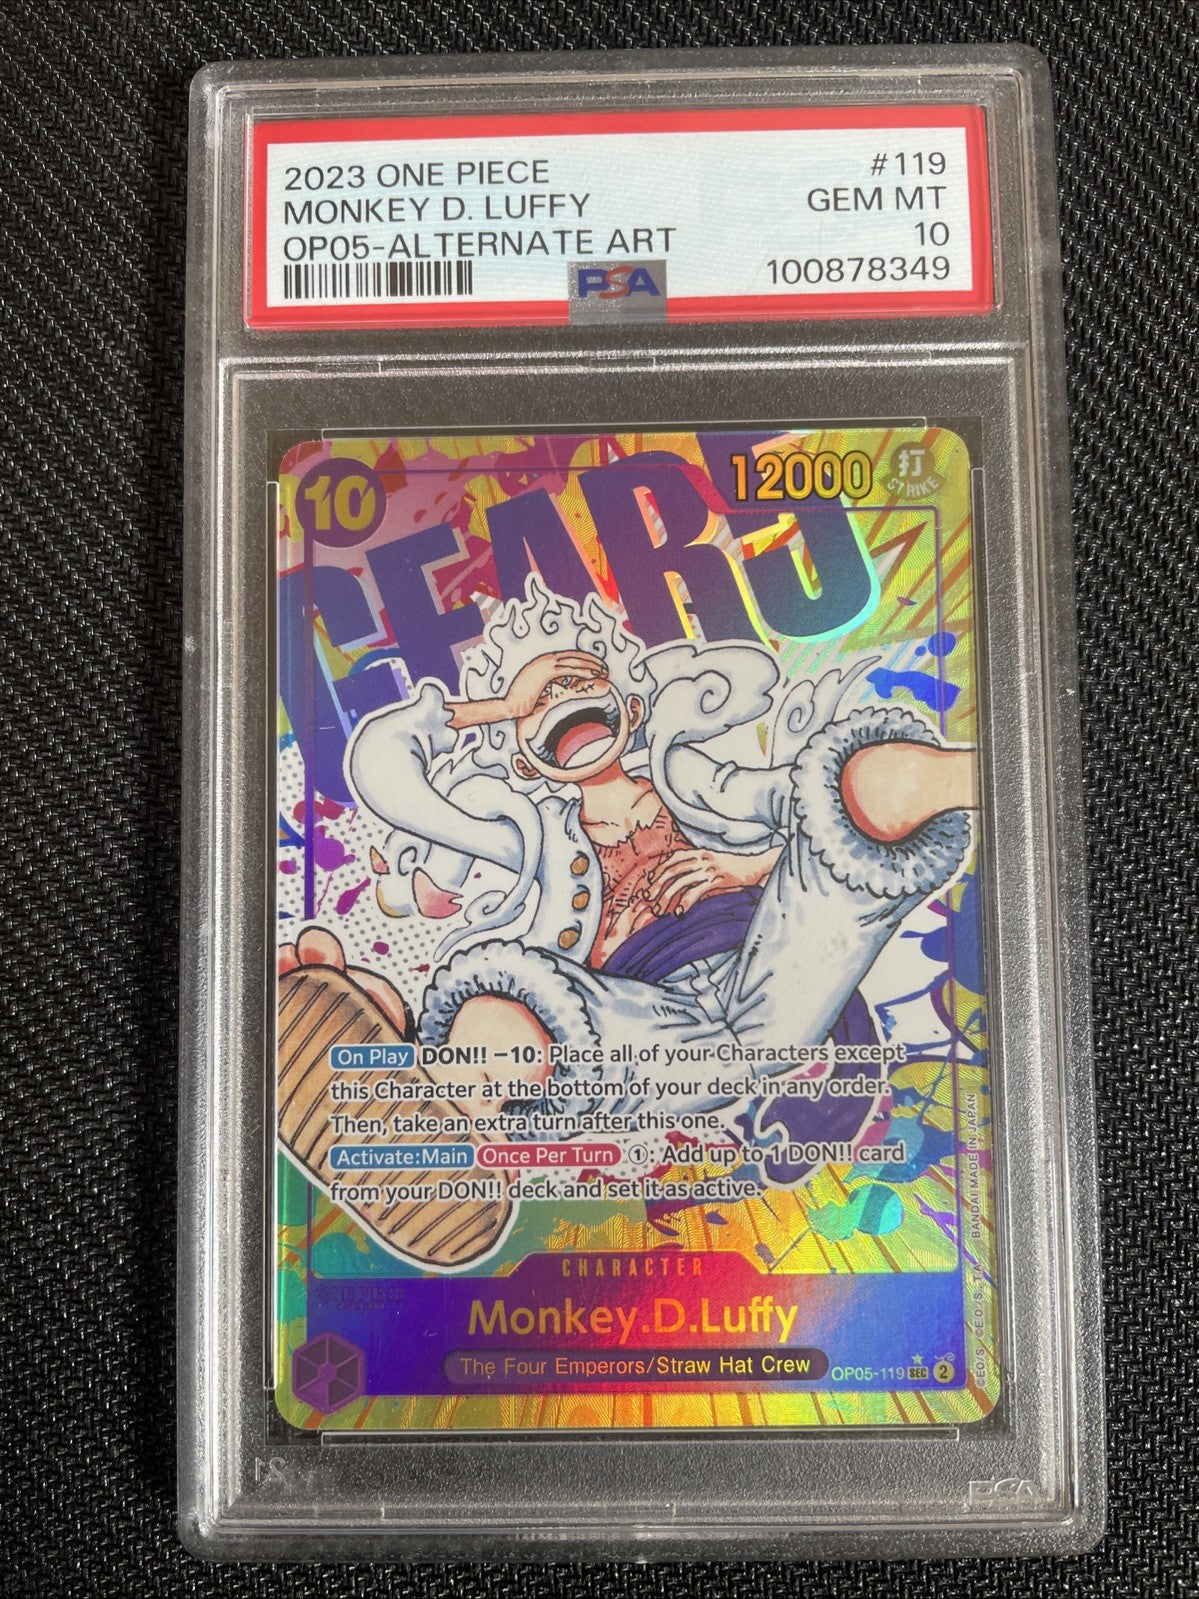 2023 ONE PIECE #119
MONKEY D. LUFFY GEM MT
OP05-ALTERNATE ART 10
PSA 100878349
10 12000 打
STRIKE
GEAR5
On Play DON!! −10: Place all of your Characters except
this Character at the bottom of your deck in any order.
Then, take an extra turn after this one.
Activate:Main Once Per Turn ①: Add up to 1 DON!! card
from your DON!! deck and set it as active.
BANDAI MADE IN JAPAN
CHARACTER
Monkey.D.Luffy
The Four Emperors/Straw Hat Crew
OP05-119 SEC 2
PSA